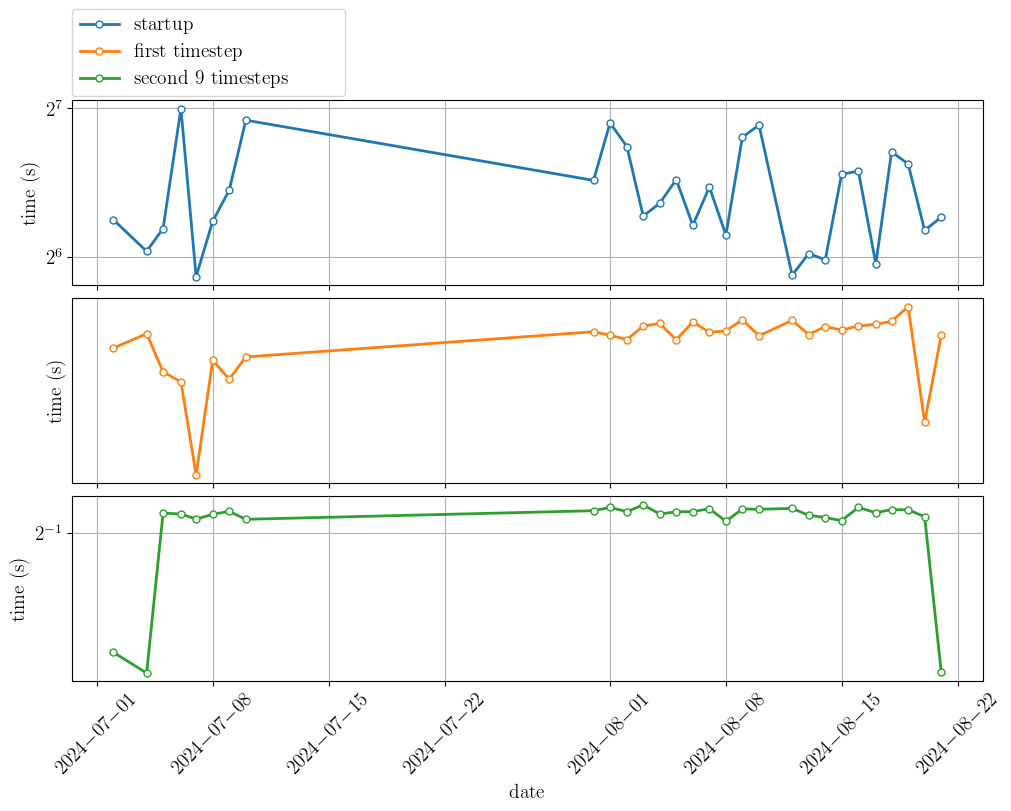 startup
first timestep
second 9 timesteps
2^7
2^6
time (s)
time (s)
2^−1
time (s)
2024−07−01
2024−07−08
2024−07−15
2024−07−22
2024−08−01
2024−08−08
2024−08−15
2024−08−22
date